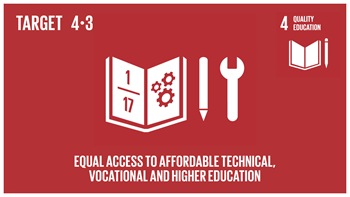 TARGET 4·3
4 QUALITY
EDUCATION
1
17
EQUAL ACCESS TO AFFORDABLE TECHNICAL,
VOCATIONAL AND HIGHER EDUCATION